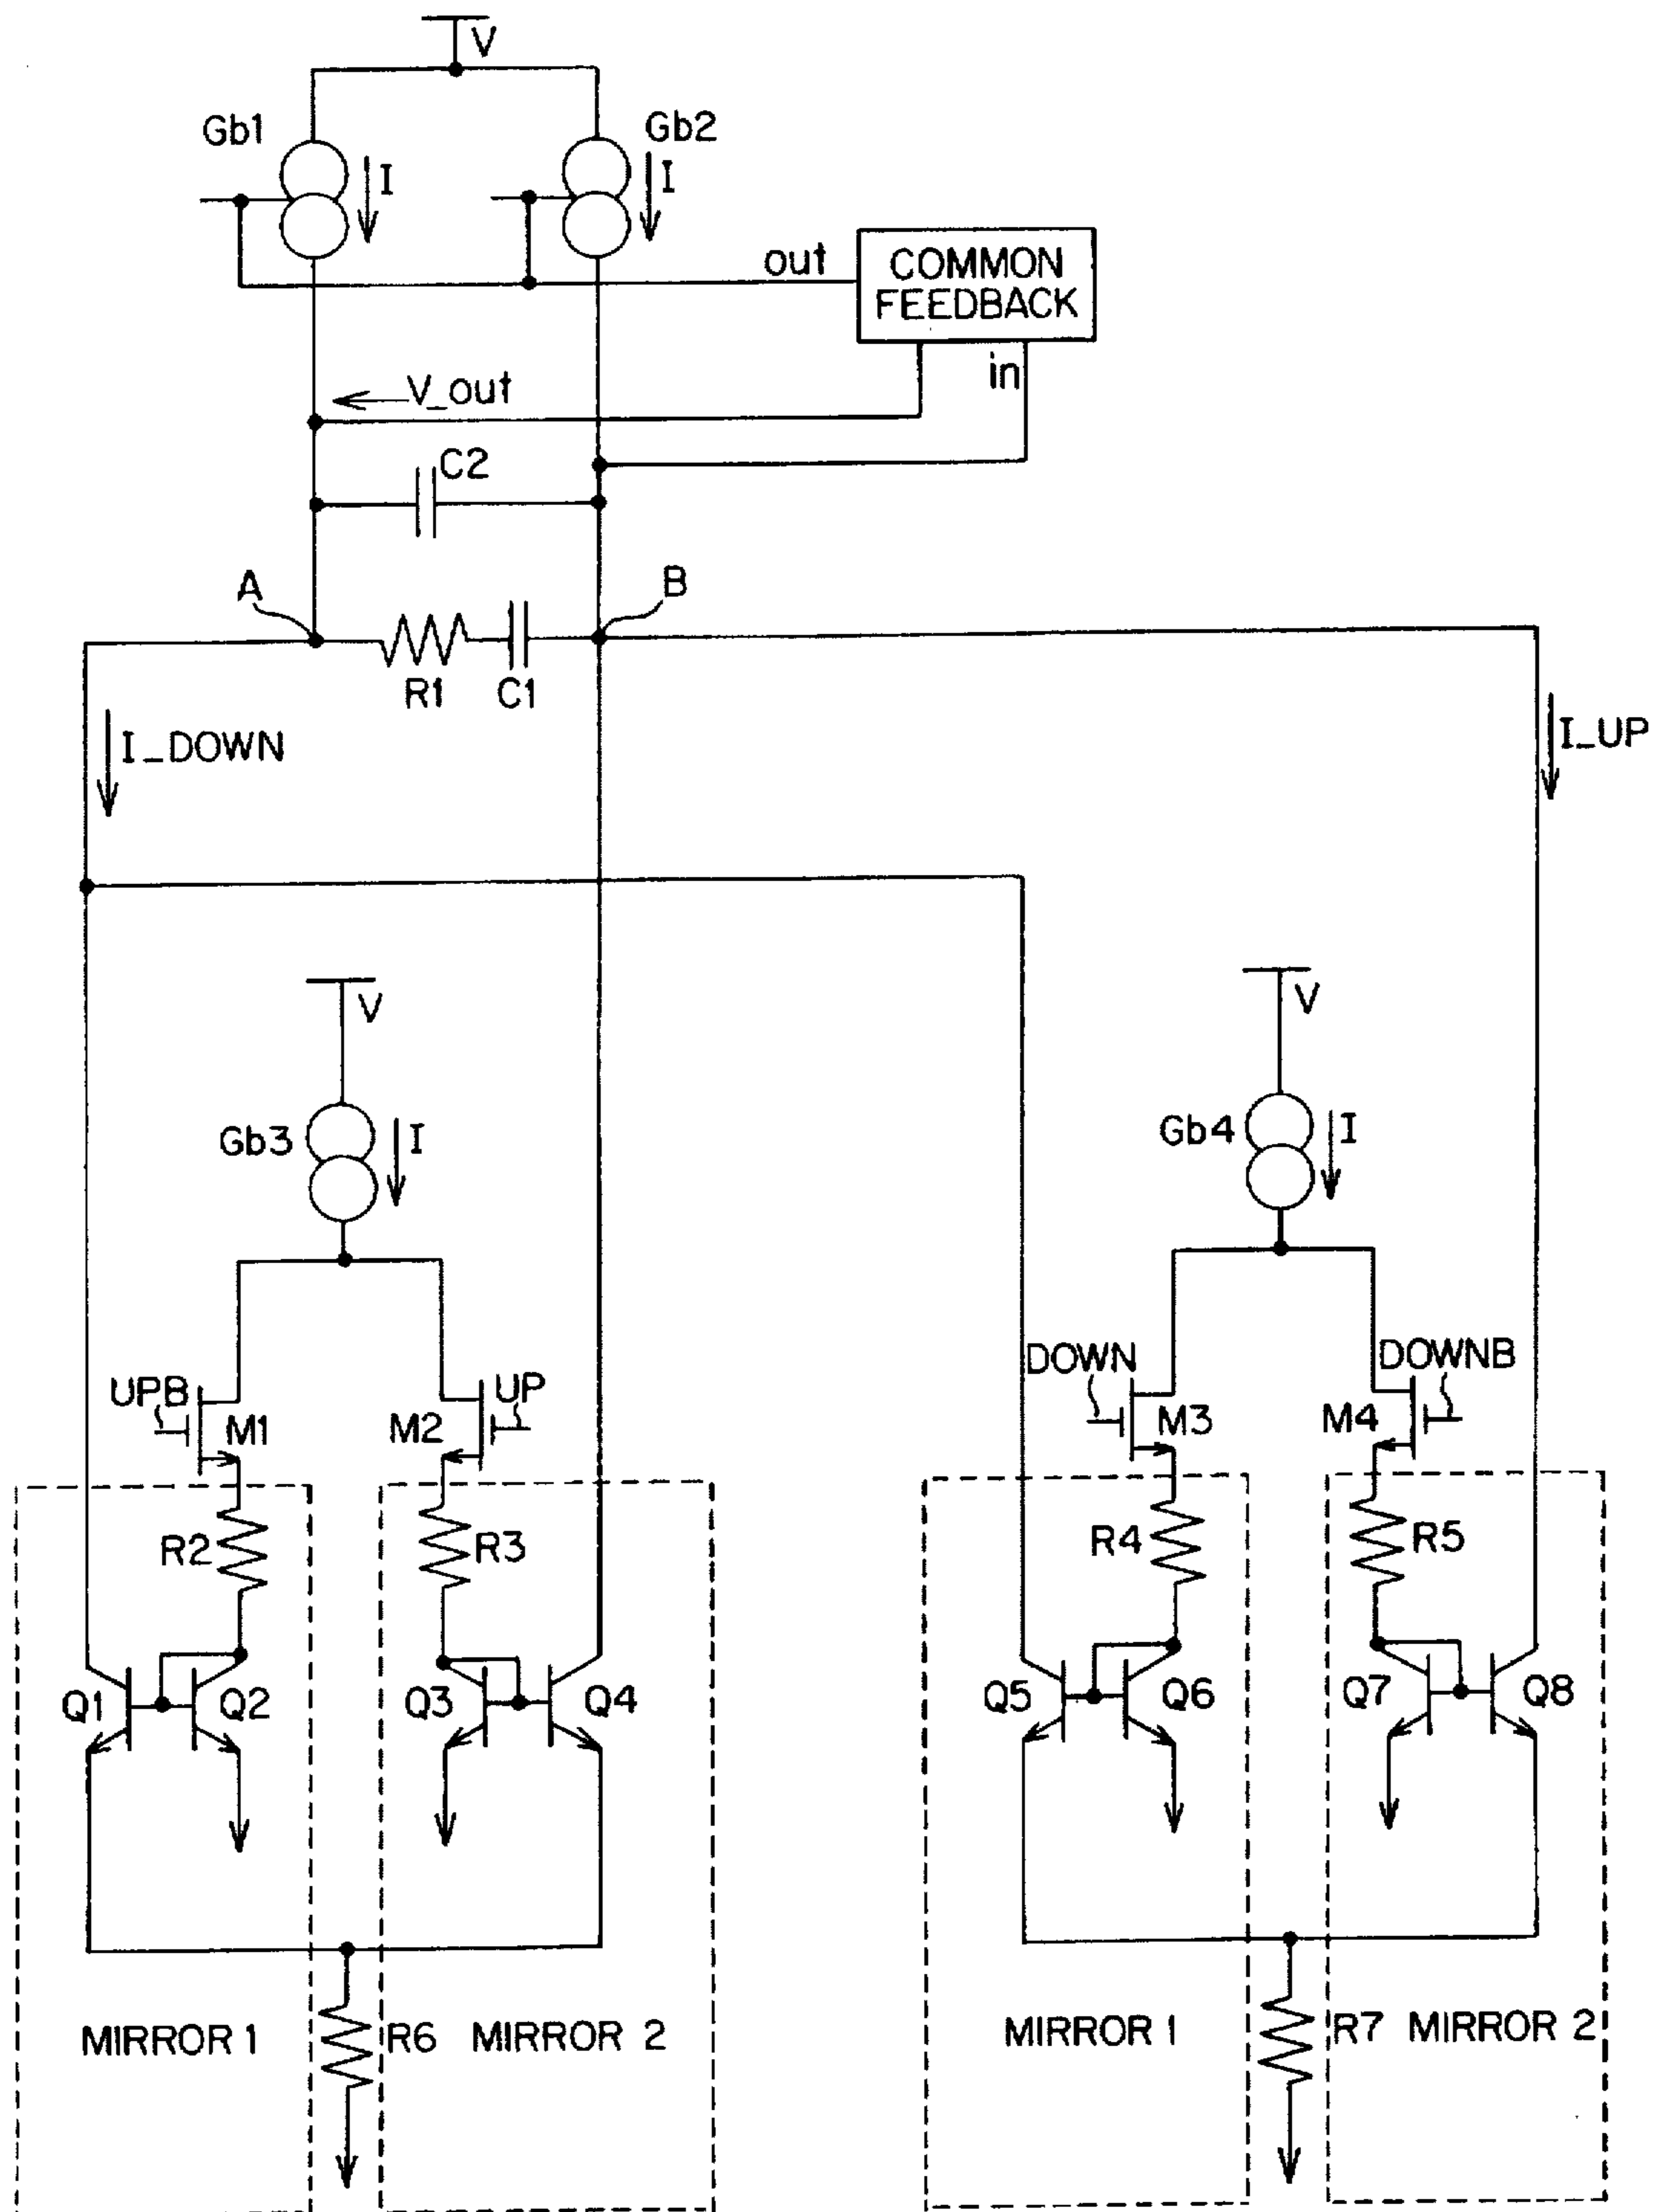 V
Gb1
I
Gb2
I
out
COMMON
FEEDBACK
in
V_out
C2
A
B
R1
C1
I_DOWN
I_UP
V
V
Gb3
I
Gb4
I
UPB
M1
M2
UP
DOWN
M3
M4
DOWNB
R2
R3
R4
R5
Q1
Q2
Q3
Q4
Q5
Q6
Q7
Q8
MIRROR 1
R6
MIRROR 2
MIRROR 1
R7
MIRROR 2